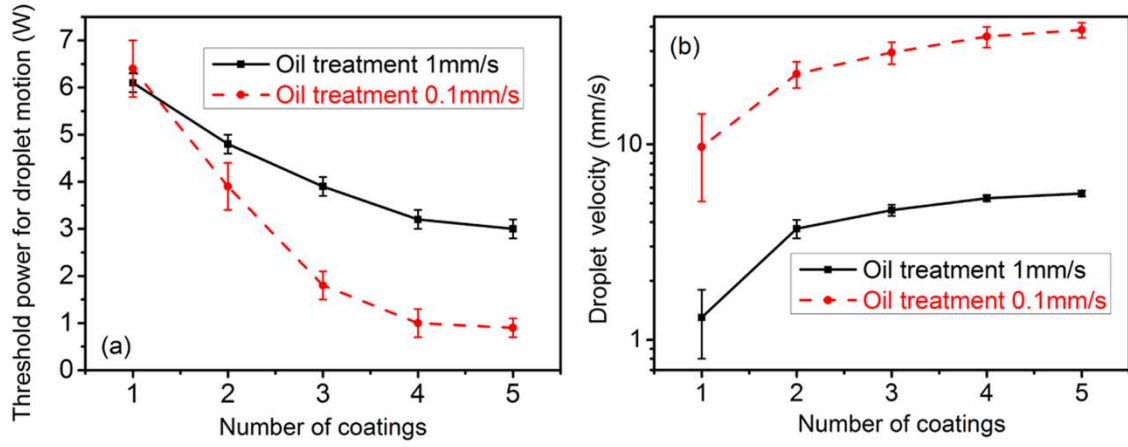 Threshold power for droplet motion (W)
7
6
5
4
3
2
1
0
Oil treatment 1mm/s
Oil treatment 0.1mm/s
(a)
1 2 3 4 5
Number of coatings
Droplet velocity (mm/s)
10
1
(b)
Oil treatment 1mm/s
Oil treatment 0.1mm/s
1 2 3 4 5
Number of coatings